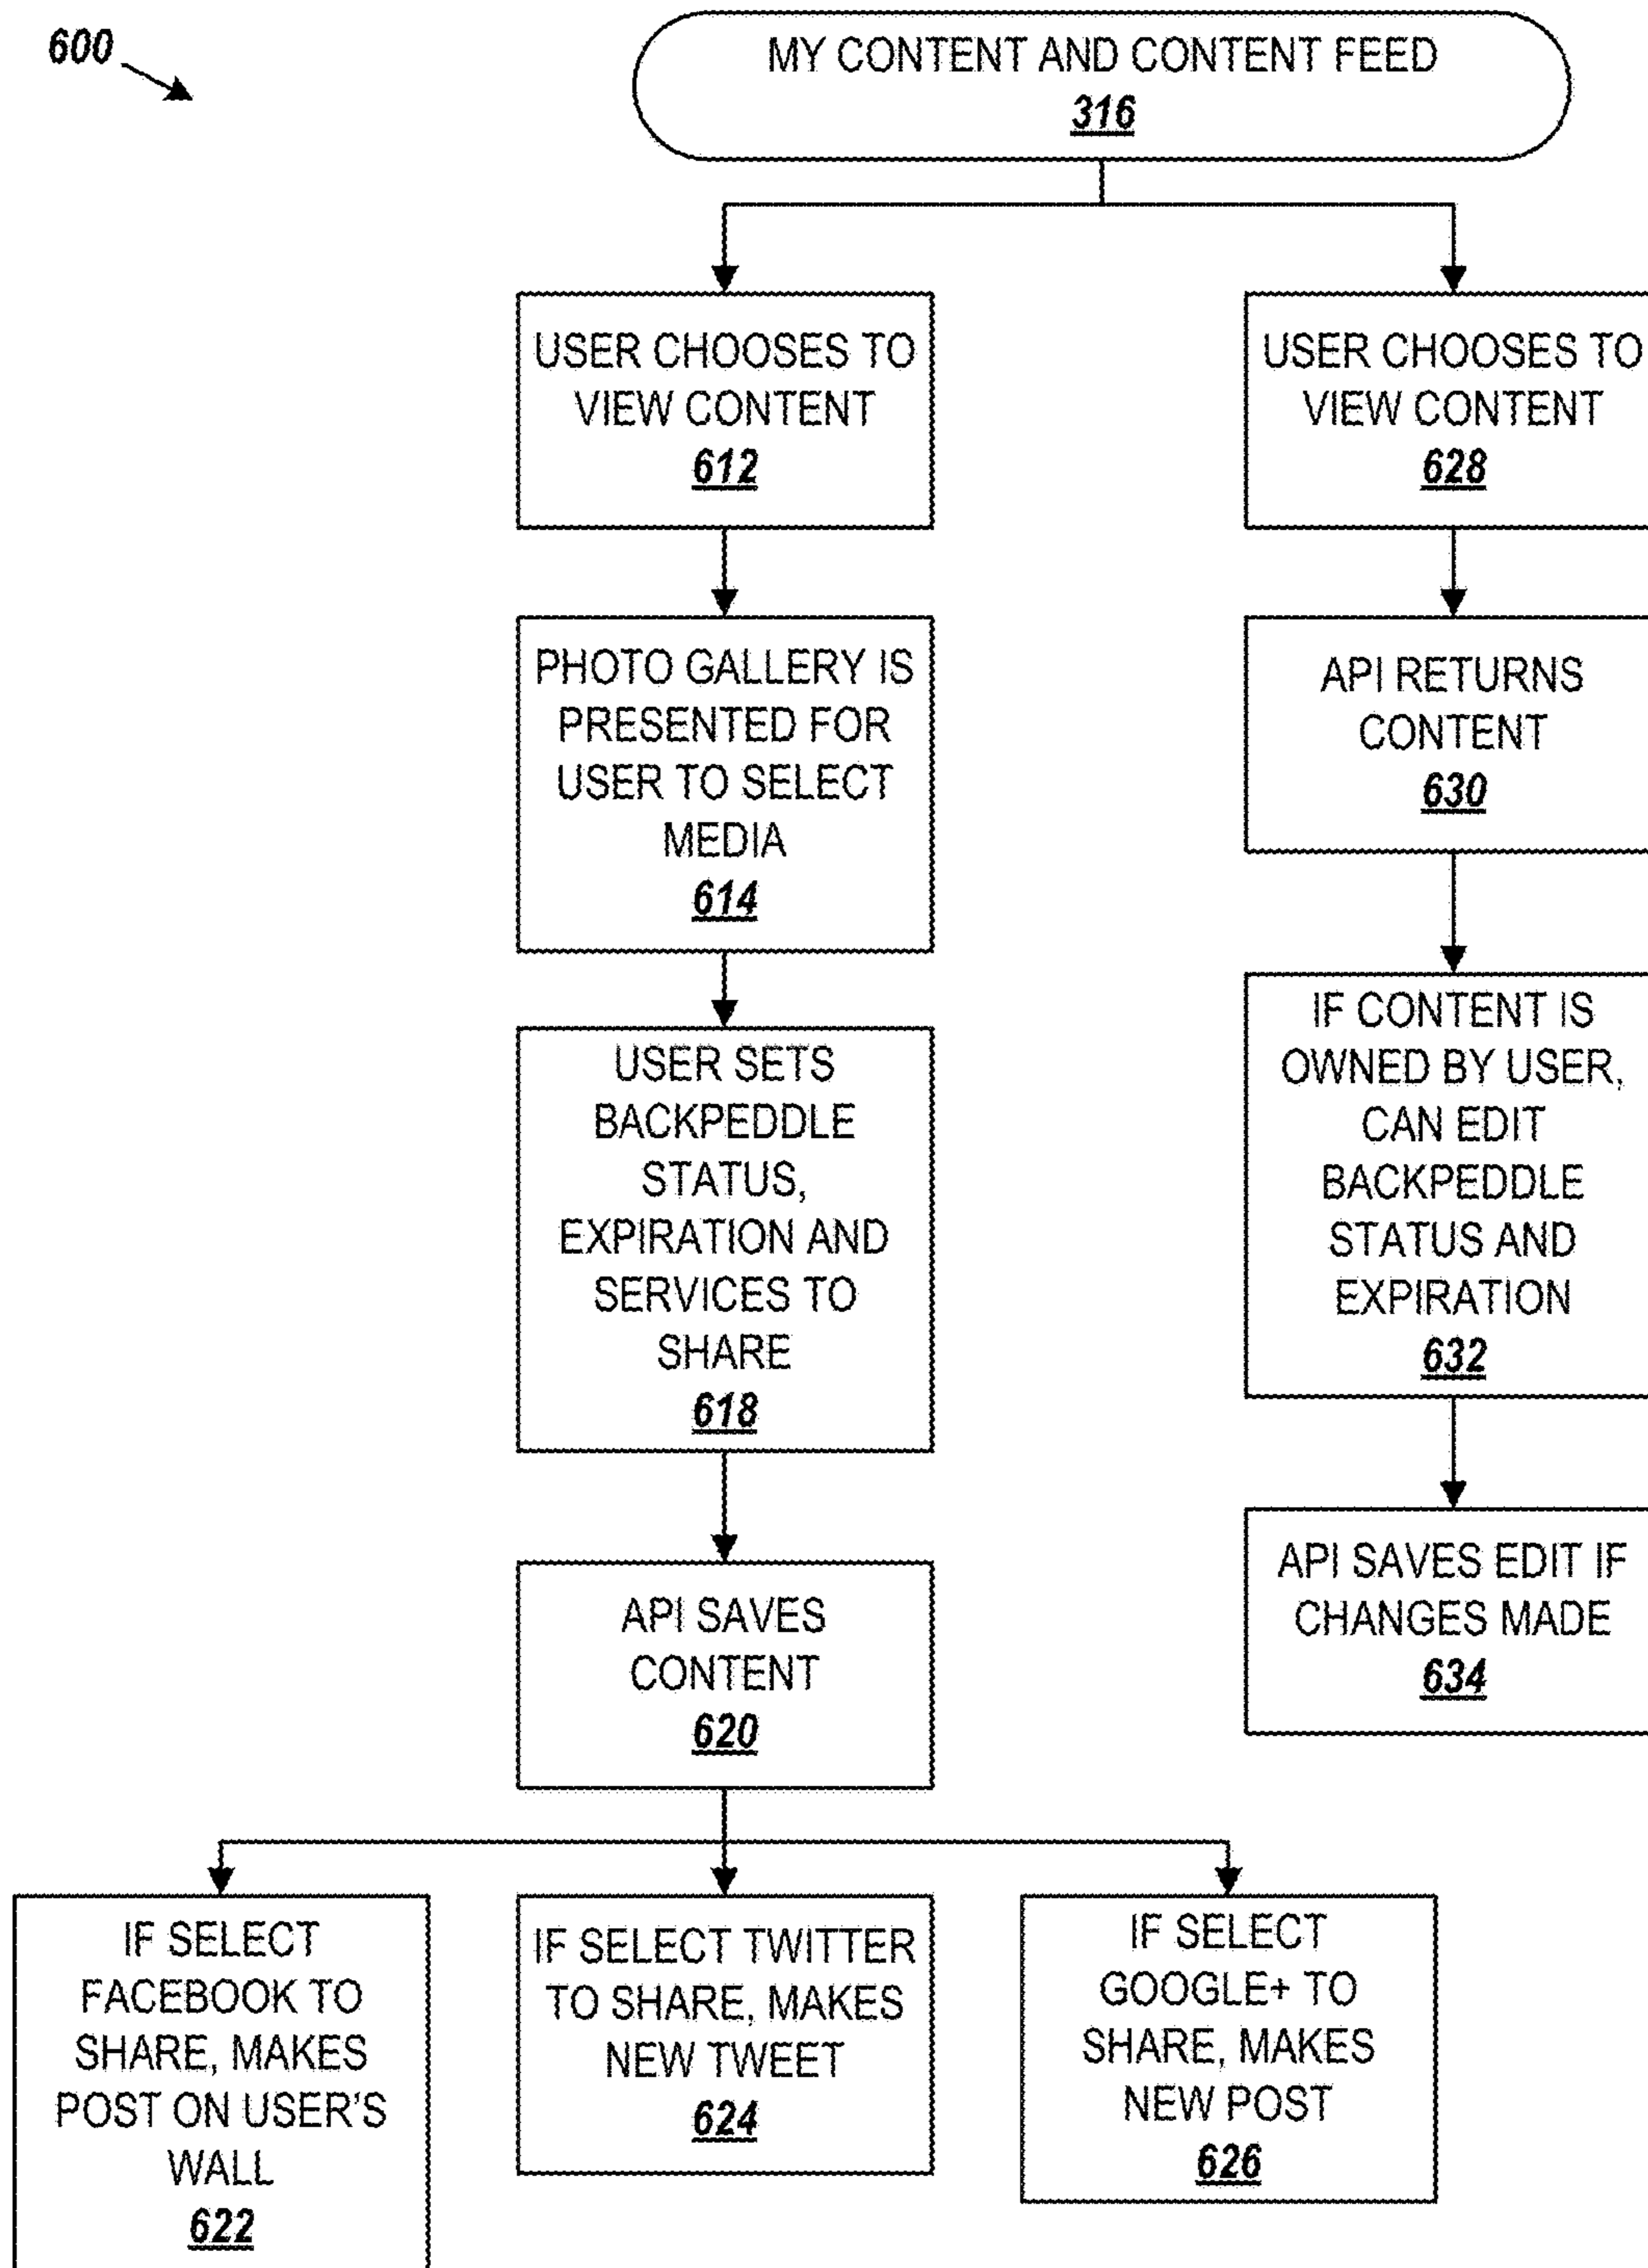 600
MY CONTENT AND CONTENT FEED
316
USER CHOOSES TO
VIEW CONTENT
612
PHOTO GALLERY IS
PRESENTED FOR
USER TO SELECT
MEDIA
614
USER SETS
BACKPEDDLE
STATUS,
EXPIRATION AND
SERVICES TO
SHARE
618
API SAVES
CONTENT
620
IF SELECT
FACEBOOK TO
SHARE, MAKES
POST ON USER'S
WALL
622
IF SELECT TWITTER
TO SHARE, MAKES
NEW TWEET
624
IF SELECT
GOOGLE+ TO
SHARE, MAKES
NEW POST
626
USER CHOOSES TO
VIEW CONTENT
628
API RETURNS
CONTENT
630
IF CONTENT IS
OWNED BY USER,
CAN EDIT
BACKPEDDLE
STATUS AND
EXPIRATION
632
API SAVES EDIT IF
CHANGES MADE
634